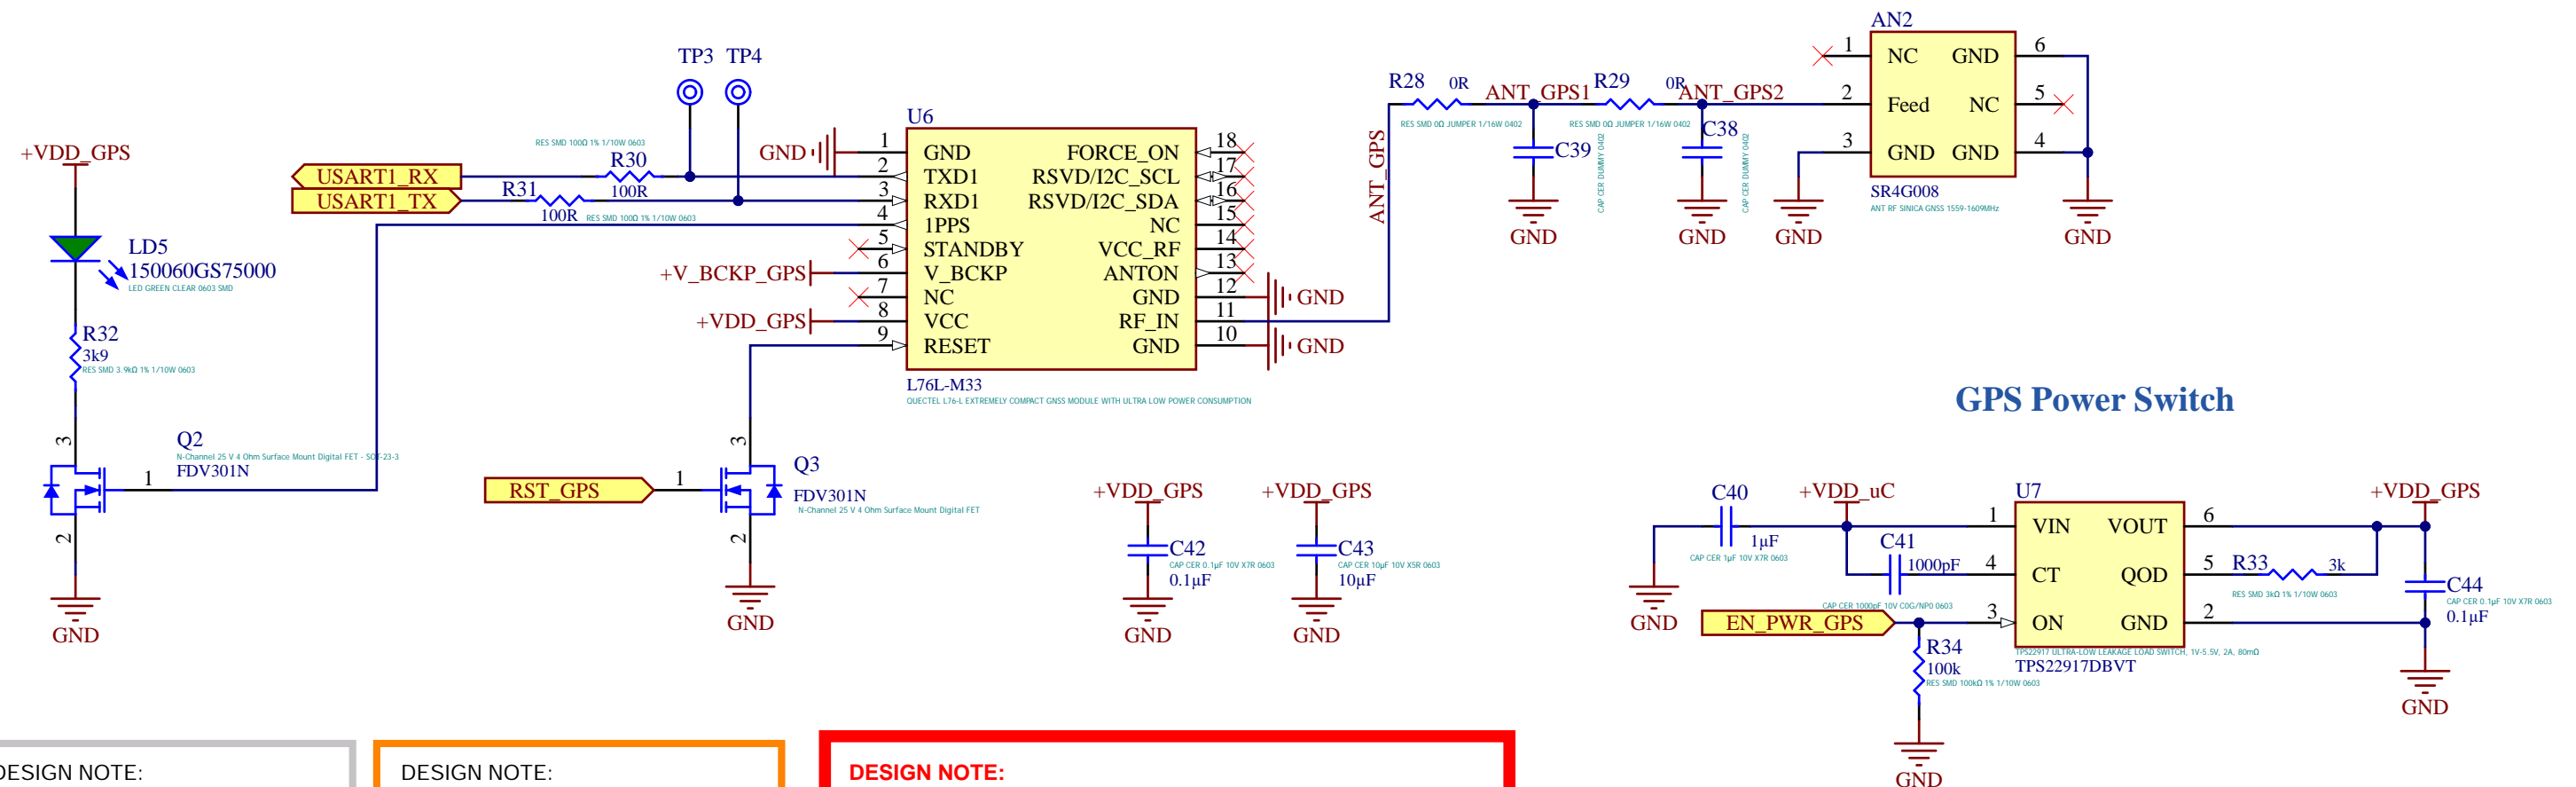 +VDD_GPS
LD5
150060GS75000
LED GREEN CLEAR 0603 SMD
R32
3k9
RES SMD 3.9kΩ 1% 1/10W 0603
3
Q2
N-Channel 25 V 4 Ohm Surface Mount Digital FET - SOT-23-3
FDV301N
1
2
GND
TP3 TP4
RES SMD 100Ω 1% 1/10W 0603
USART1_RX
R30
100R
USART1_TX
R31
100R
RES SMD 100Ω 1% 1/10W 0603
GND
+V_BCKP_GPS
+VDD_GPS
U6
1 GND FORCE_ON 18
2 TXD1 RSVD/I2C_SCL 17
3 RXD1 RSVD/I2C_SDA 16
4 1PPS NC 15
5 STANDBY VCC_RF 14
6 V_BCKP ANTON 13
7 NC GND 12 GND
8 VCC RF_IN 11
9 RESET GND 10 GND
L76L-M33
QUECTEL L76-L EXTREMELY COMPACT GNSS MODULE WITH ULTRA LOW POWER CONSUMPTION
RST_GPS
1
3
Q3
FDV301N
N-Channel 25 V 4 Ohm Surface Mount Digital FET
2
GND
+VDD_GPS
C42
CAP CER 0.1µF 10V X7R 0603
0.1µF
GND
+VDD_GPS
C43
CAP CER 10µF 10V X5R 0603
10µF
GND
ANT_GPS
R28 0R
RES SMD 0Ω JUMPER 1/16W 0402
ANT_GPS1
R29 0R
RES SMD 0Ω JUMPER 1/16W 0402
ANT_GPS2
C39
CAP CER DUMMY 0402
GND
C38
CAP CER DUMMY 0402
GND
AN2
1 NC GND 6
2 Feed NC 5
3 GND GND 4
SR4G008
ANT RF SINICA GNSS 1559-1609MHz
GND
GND
GPS Power Switch
C40
1µF
CAP CER 1µF 10V X7R 0603
GND
+VDD_uC
C41
1000pF
CAP CER 1000pF 10V C0G/NP0 0603
EN_PWR_GPS
R34
100k
RES SMD 100kΩ 1% 1/10W 0603
GND
U7
1 VIN VOUT 6
4 CT QOD 5
3 ON GND 2
TPS22917 ULTRA-LOW LEAKAGE LOAD SWITCH, 1V-5.5V, 2A, 80mΩ
TPS22917DBVT
R33 3k
RES SMD 3kΩ 1% 1/10W 0603
+VDD_GPS
C44
CAP CER 0.1µF 10V X7R 0603
0.1µF
GND
DESIGN NOTE:
DESIGN NOTE:
DESIGN NOTE: